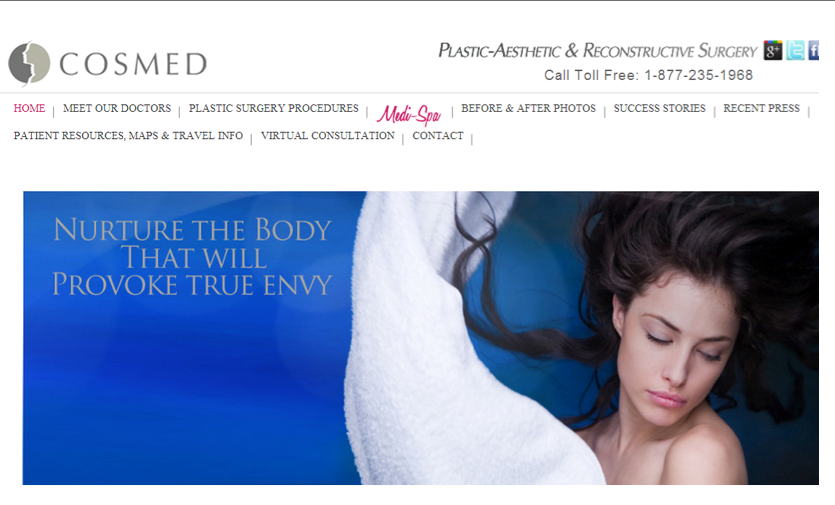 COSMED
PLASTIC-AESTHETIC & RECONSTRUCTIVE SURGERY
Call Toll Free: 1-877-235-1968
HOME | MEET OUR DOCTORS | PLASTIC SURGERY PROCEDURES | Medi-Spa | BEFORE & AFTER PHOTOS | SUCCESS STORIES | RECENT PRESS |
PATIENT RESOURCES, MAPS & TRAVEL INFO | VIRTUAL CONSULTATION | CONTACT |
NURTURE THE BODY
THAT WILL
PROVOKE TRUE ENVY